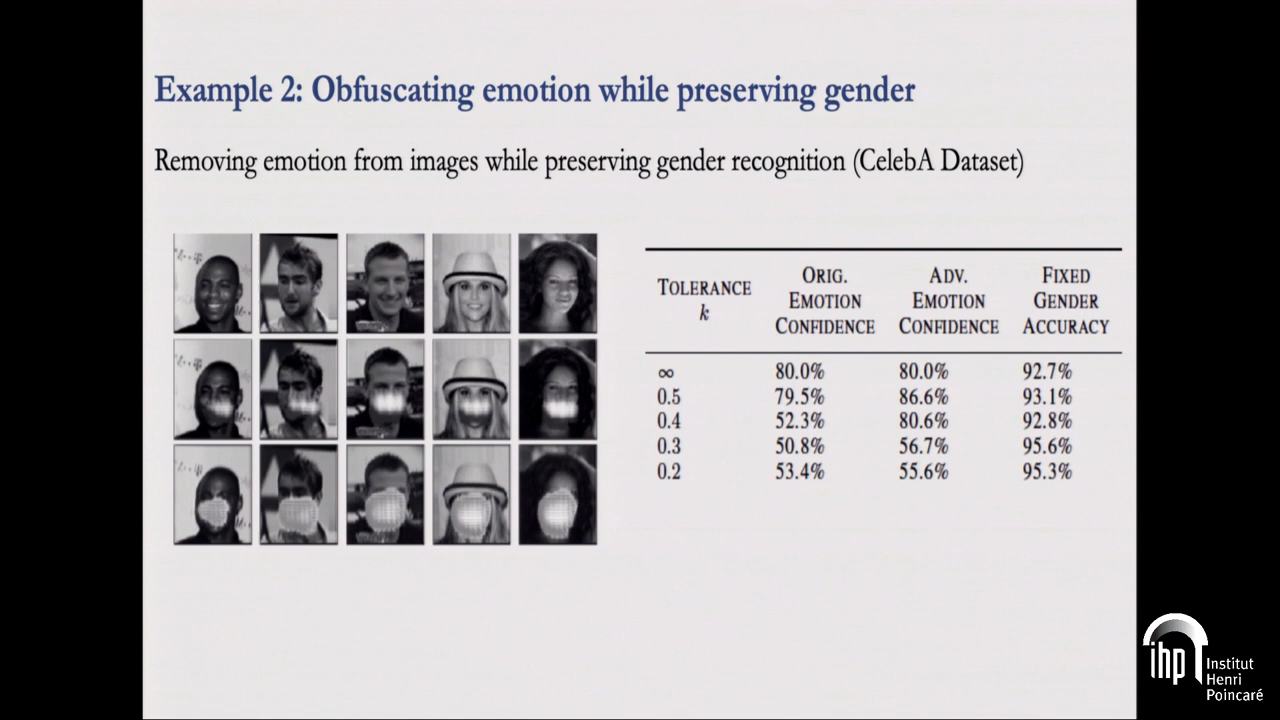 Example 2: Obfuscating emotion while preserving gender
Removing emotion from images while preserving gender recognition (CelebA Dataset)
TOLERANCE k ORIG. EMOTION CONFIDENCE ADV. EMOTION CONFIDENCE FIXED GENDER ACCURACY
∞ 80.0% 80.0% 92.7%
0.5 79.5% 86.6% 93.1%
0.4 52.3% 80.6% 92.8%
0.3 50.8% 56.7% 95.6%
0.2 53.4% 55.6% 95.3%
ihp
Institut
Henri
Poincaré